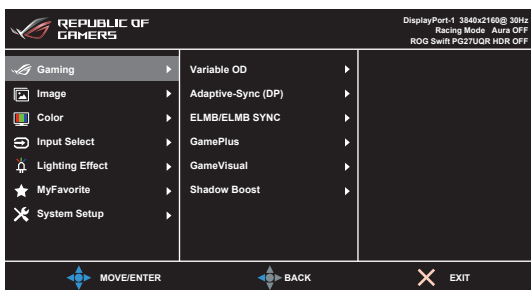 REPUBLIC OF
GAMERS
DisplayPort-1 3840x2160@ 30Hz
Racing Mode Aura OFF
ROG Swift PG27UQR HDR OFF
Gaming
Image
Color
Input Select
Lighting Effect
MyFavorite
System Setup
Variable OD
Adaptive-Sync (DP)
ELMB/ELMB SYNC
GamePlus
GameVisual
Shadow Boost
MOVE/ENTER
BACK
EXIT